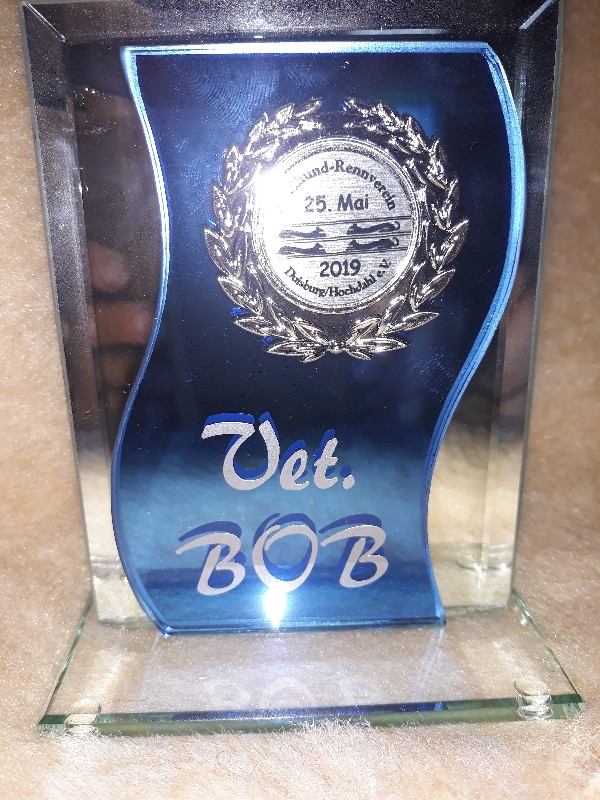 hund-Rennverein
25. Mai
2019
Duisburg/Hochdahl e.V.
Vet.
BOB